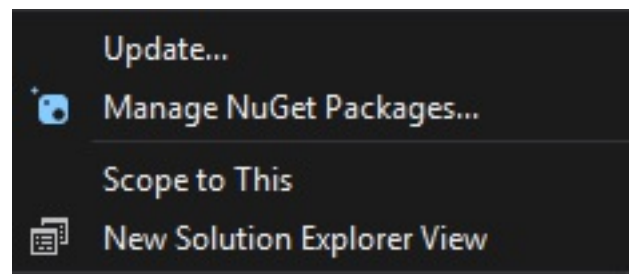 Update...
Manage NuGet Packages...
Scope to This
New Solution Explorer View